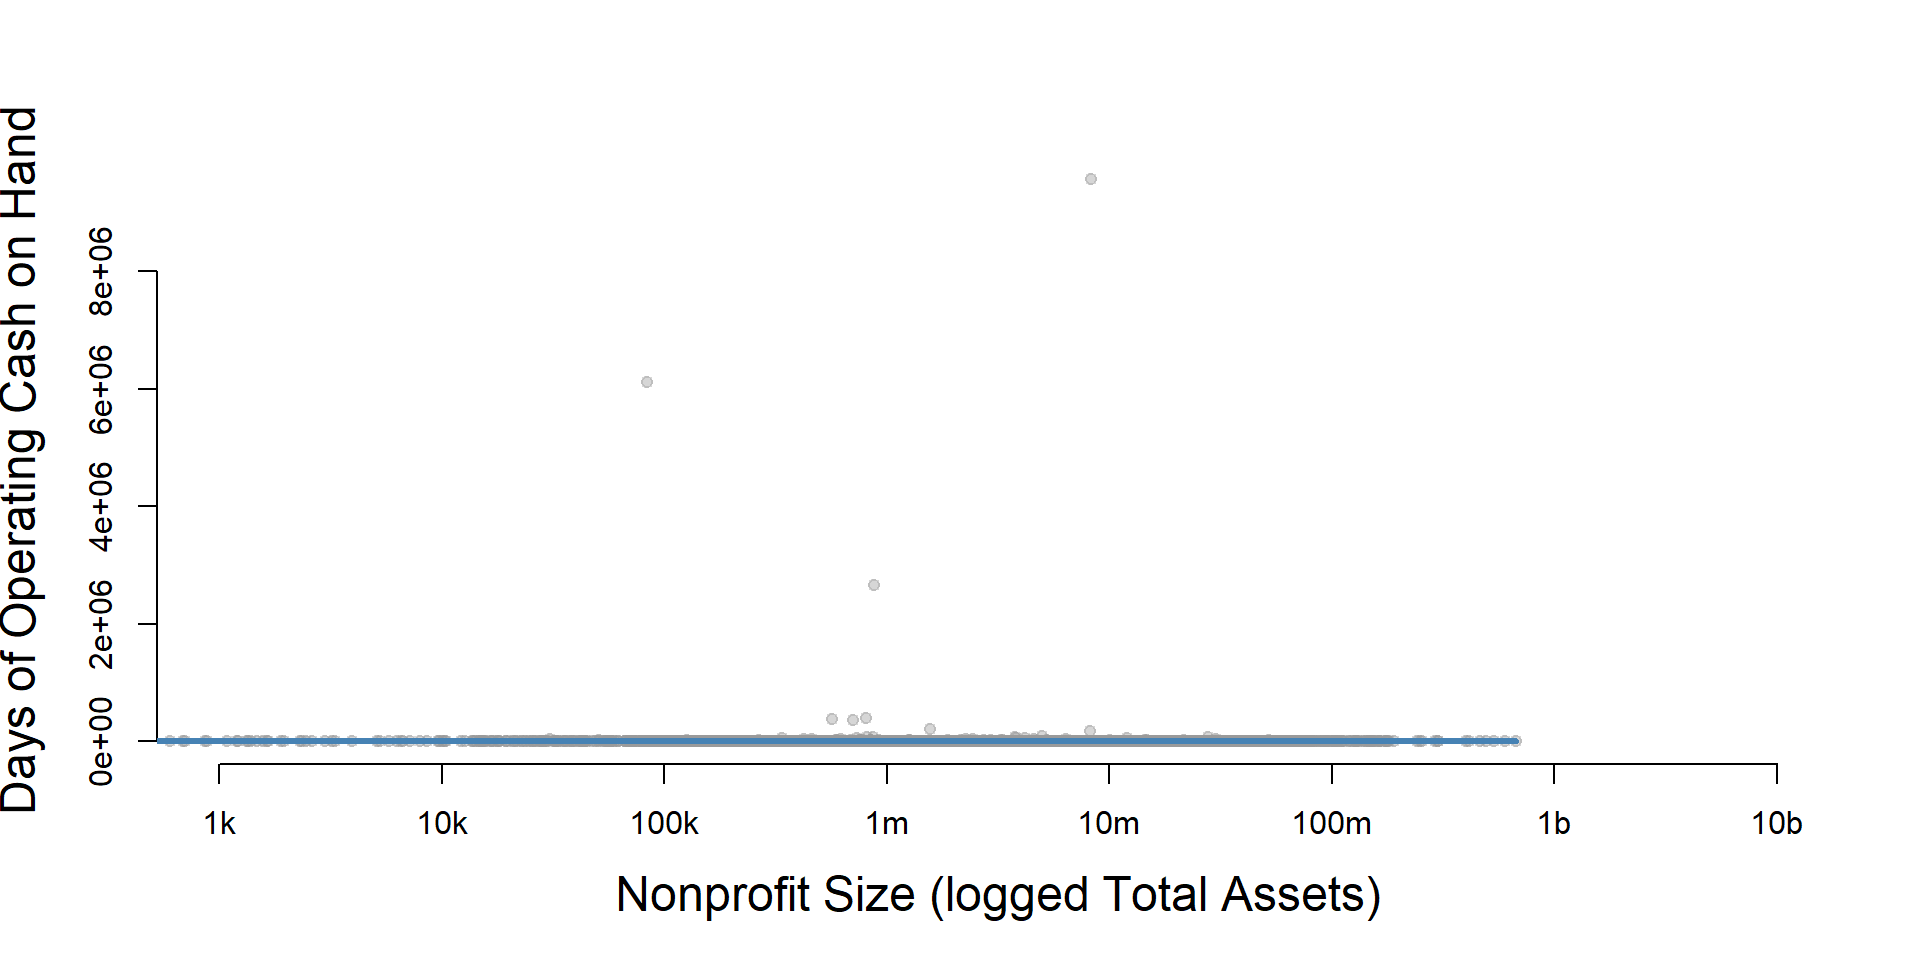 Days of Operating Cash on Hand
8e+06
6e+06
4e+06
2e+06
0e+00
1k 10k 100k 1m 10m 100m 1b 10b
Nonprofit Size (logged Total Assets)